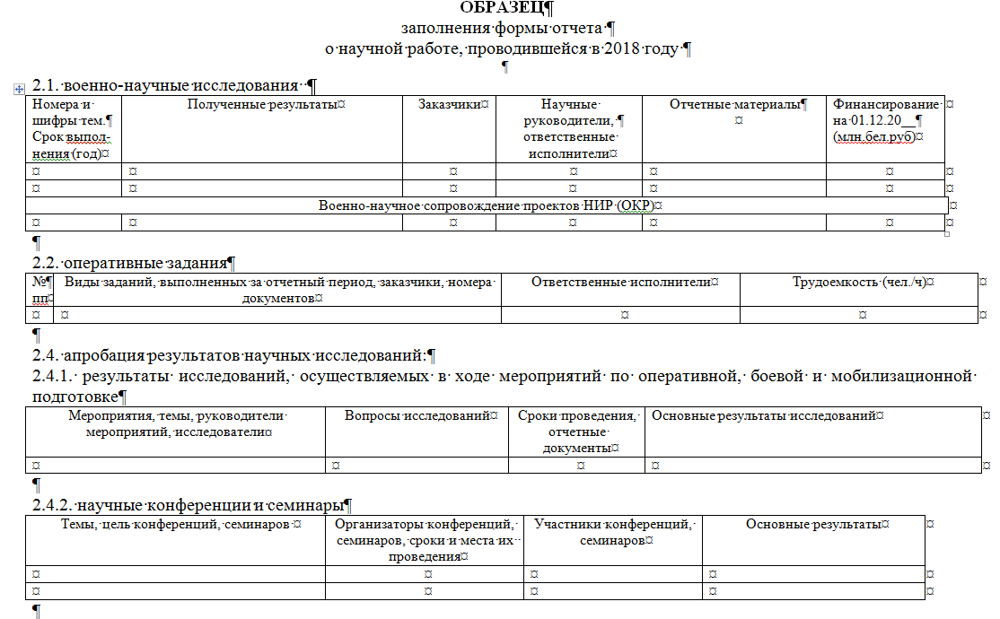 ОБРАЗЕЦ¶
заполнения формы отчета ¶
о научной работе, проводившейся в 2018 году ¶
¶
2.1. военно-научные исследования  ¶
Номера и шифры тем.¶ Срок выпол-нения (год)¤ Полученные результаты¤ Заказчики¤ Научные руководители, ¶ ответственные исполнители¤ Отчетные материалы¶ ¤ Финансирование на 01.12.20__¶ (млн.бел.руб)¤ ¤
¤ ¤ ¤ ¤ ¤ ¤ ¤
¤ ¤ ¤ ¤ ¤ ¤ ¤
Военно-научное сопровождение проектов НИР (ОКР)¤ ¤
¤ ¤ ¤ ¤ ¤ ¤ ¤
¶
2.2. оперативные задания¶
№¶ пп¤ Виды заданий, выполненных за отчетный период, заказчики, номера документов¤ Ответственные исполнители¤ Трудоемкость (чел./ч)¤ ¤
¤ ¤ ¤ ¤ ¤
¶
2.4. апробация результатов научных исследований:¶
2.4.1. результаты исследований, осуществляемых в ходе мероприятий по оперативной, боевой и мобилизационной
подготовке¶
Мероприятия, темы, руководители мероприятий, исследователи¤ Вопросы исследований¤ Сроки проведения, отчетные документы¤ Основные результаты исследований¤ ¤
¤ ¤ ¤ ¤ ¤
¶
2.4.2. научные конференции и семинары¶
Темы, цель конференций, семинаров ¤ Организаторы конференций, семинаров, сроки и места их проведения¤ Участники конференций, семинаров¤ Основные результаты¤ ¤
¤ ¤ ¤ ¤ ¤
¤ ¤ ¤ ¤ ¤
¶